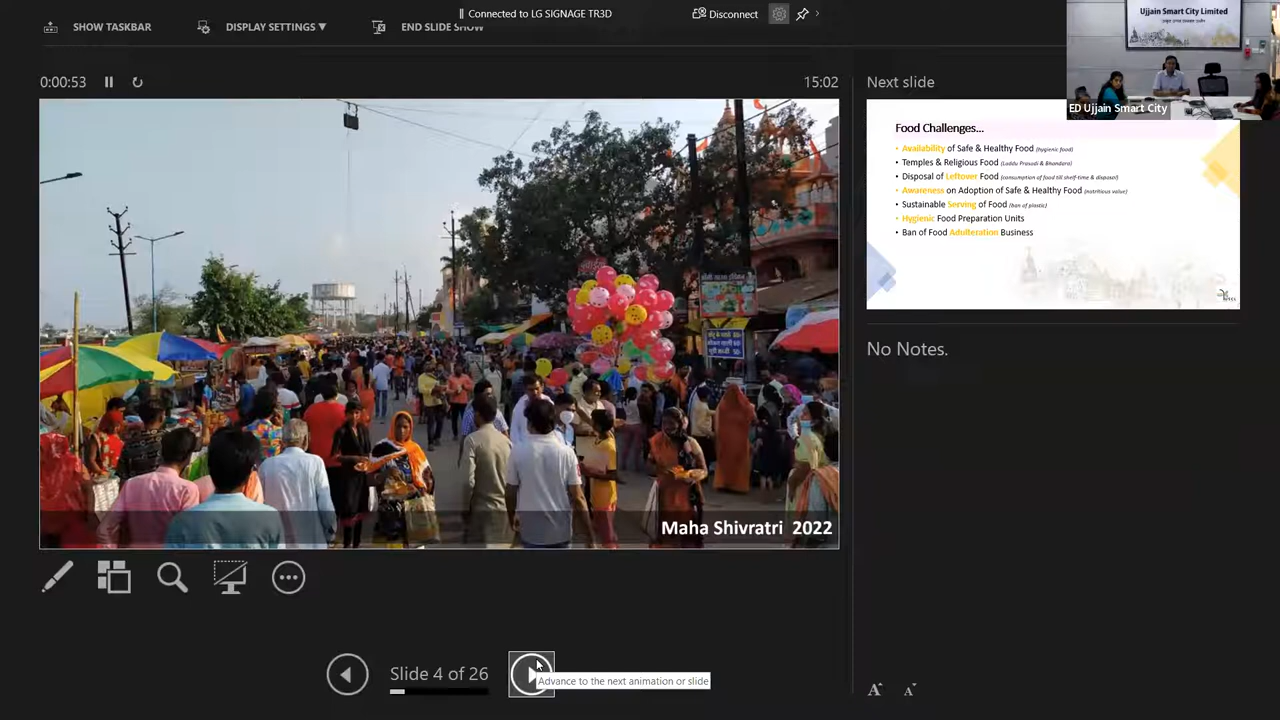 Connected to LG SIGNAGE TR3D
Disconnect
SHOW TASKBAR
DISPLAY SETTINGS ▼
END SLIDE SHOW
Ujjain Smart City Limited
ED Ujjain Smart City
0:00:53
15:02
Next slide
Maha Shivratri 2022
Food Challenges...
• Availability of Safe & Healthy Food (hygienic food)
• Temples & Religious Food (Laddu Prasadi & Bhandara)
• Disposal of Leftover Food (consumption of food till shelf-time & disposal)
• Awareness on Adoption of Safe & Healthy Food (nutritious value)
• Sustainable Serving of Food (ban of plastic)
• Hygienic Food Preparation Units
• Ban of Food Adulteration Business
No Notes.
Slide 4 of 26
Advance to the next animation or slide
A A